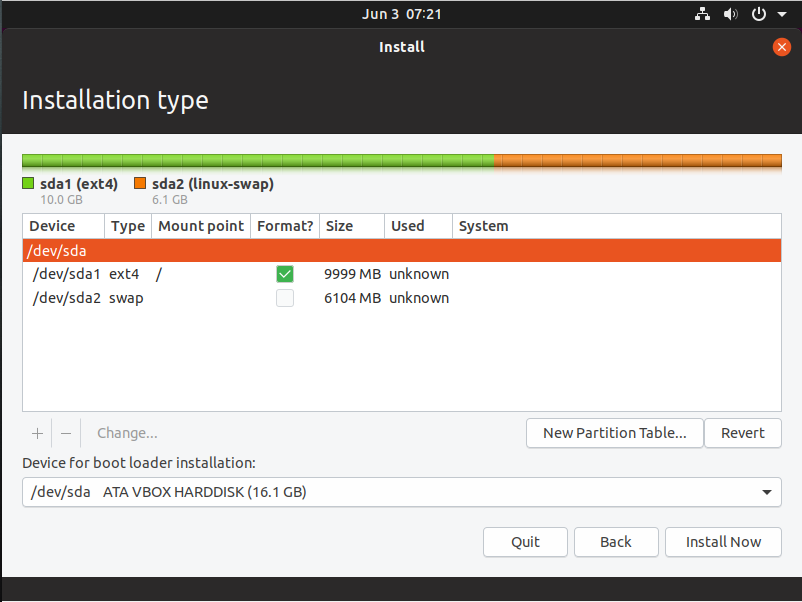 Jun 3 07:21
Install
Installation type
sda1 (ext4) sda2 (linux-swap)
10.0 GB 6.1 GB
Device Type Mount point Format? Size Used System
/dev/sda
/dev/sda1 ext4 / 9999 MB unknown
/dev/sda2 swap 6104 MB unknown
+ − Change... New Partition Table... Revert
Device for boot loader installation:
/dev/sda ATA VBOX HARDDISK (16.1 GB)
Quit Back Install Now